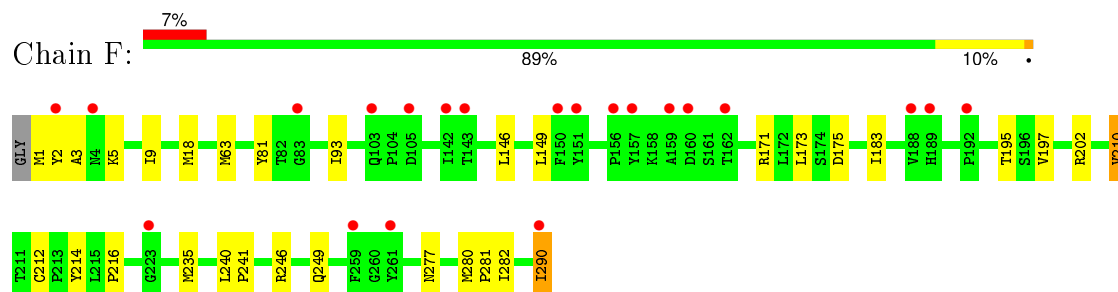 7%
Chain F:
89% 10% •
GLY M1 Y2 A3 N4 K5 I9 M18 M63 Y81 T82 G83 I93 Q103 P104 D105 I142 T143 L146 L149 F150 Y151 P156 Y157 K158 A159 D160 S161 T162 R171 L172 L173 S174 D175 I183 V188 H189 P192 T195 S196 V197 R202
T211 C212 P213 Y214 L215 P216 G223 M235 L240 P241 R246 Q249 F259 G260 Y261 N277 M280 P281 I282 I290